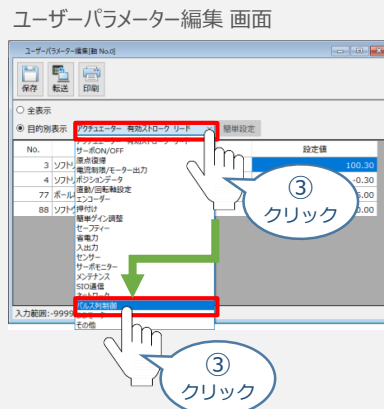 ユーザーパラメーター編集 画面
ユーザーパラメーター編集[軸 No.0]
保存 転送 印刷
全表示
目的別表示 アクチュエーター 有効ストローク リード 簡単設定
No. 設定値
3 ソフトリ 100.30
4 ソフトリ -0.30
77 ボール .00
88 ソフトリ 0.00
サーボON/OFF
原点復帰
電流制限/モーター出力
ポジションデータ
直動/回転軸設定
エンコーダー
押付け
簡単ゲイン調整
セーフティー
省電力
入出力
センサー
サーボモニター
メンテナンス
SIO通信
パルス列制御
その他
入力範囲:-9999
③
クリック
③
クリック